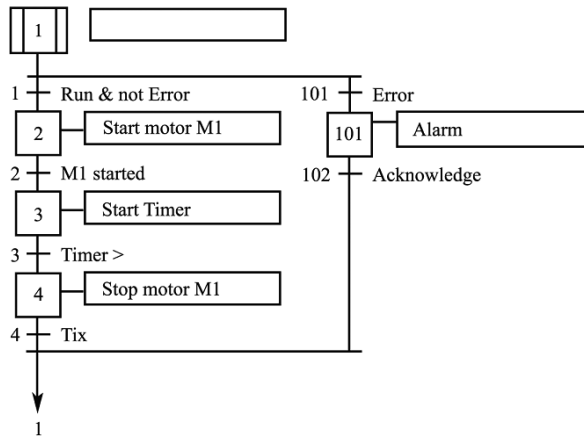 1
1 Run & not Error
101 Error
2 Start motor M1
101 Alarm
2 M1 started
102 Acknowledge
3 Start Timer
3 Timer >
4 Stop motor M1
4 Tix
1